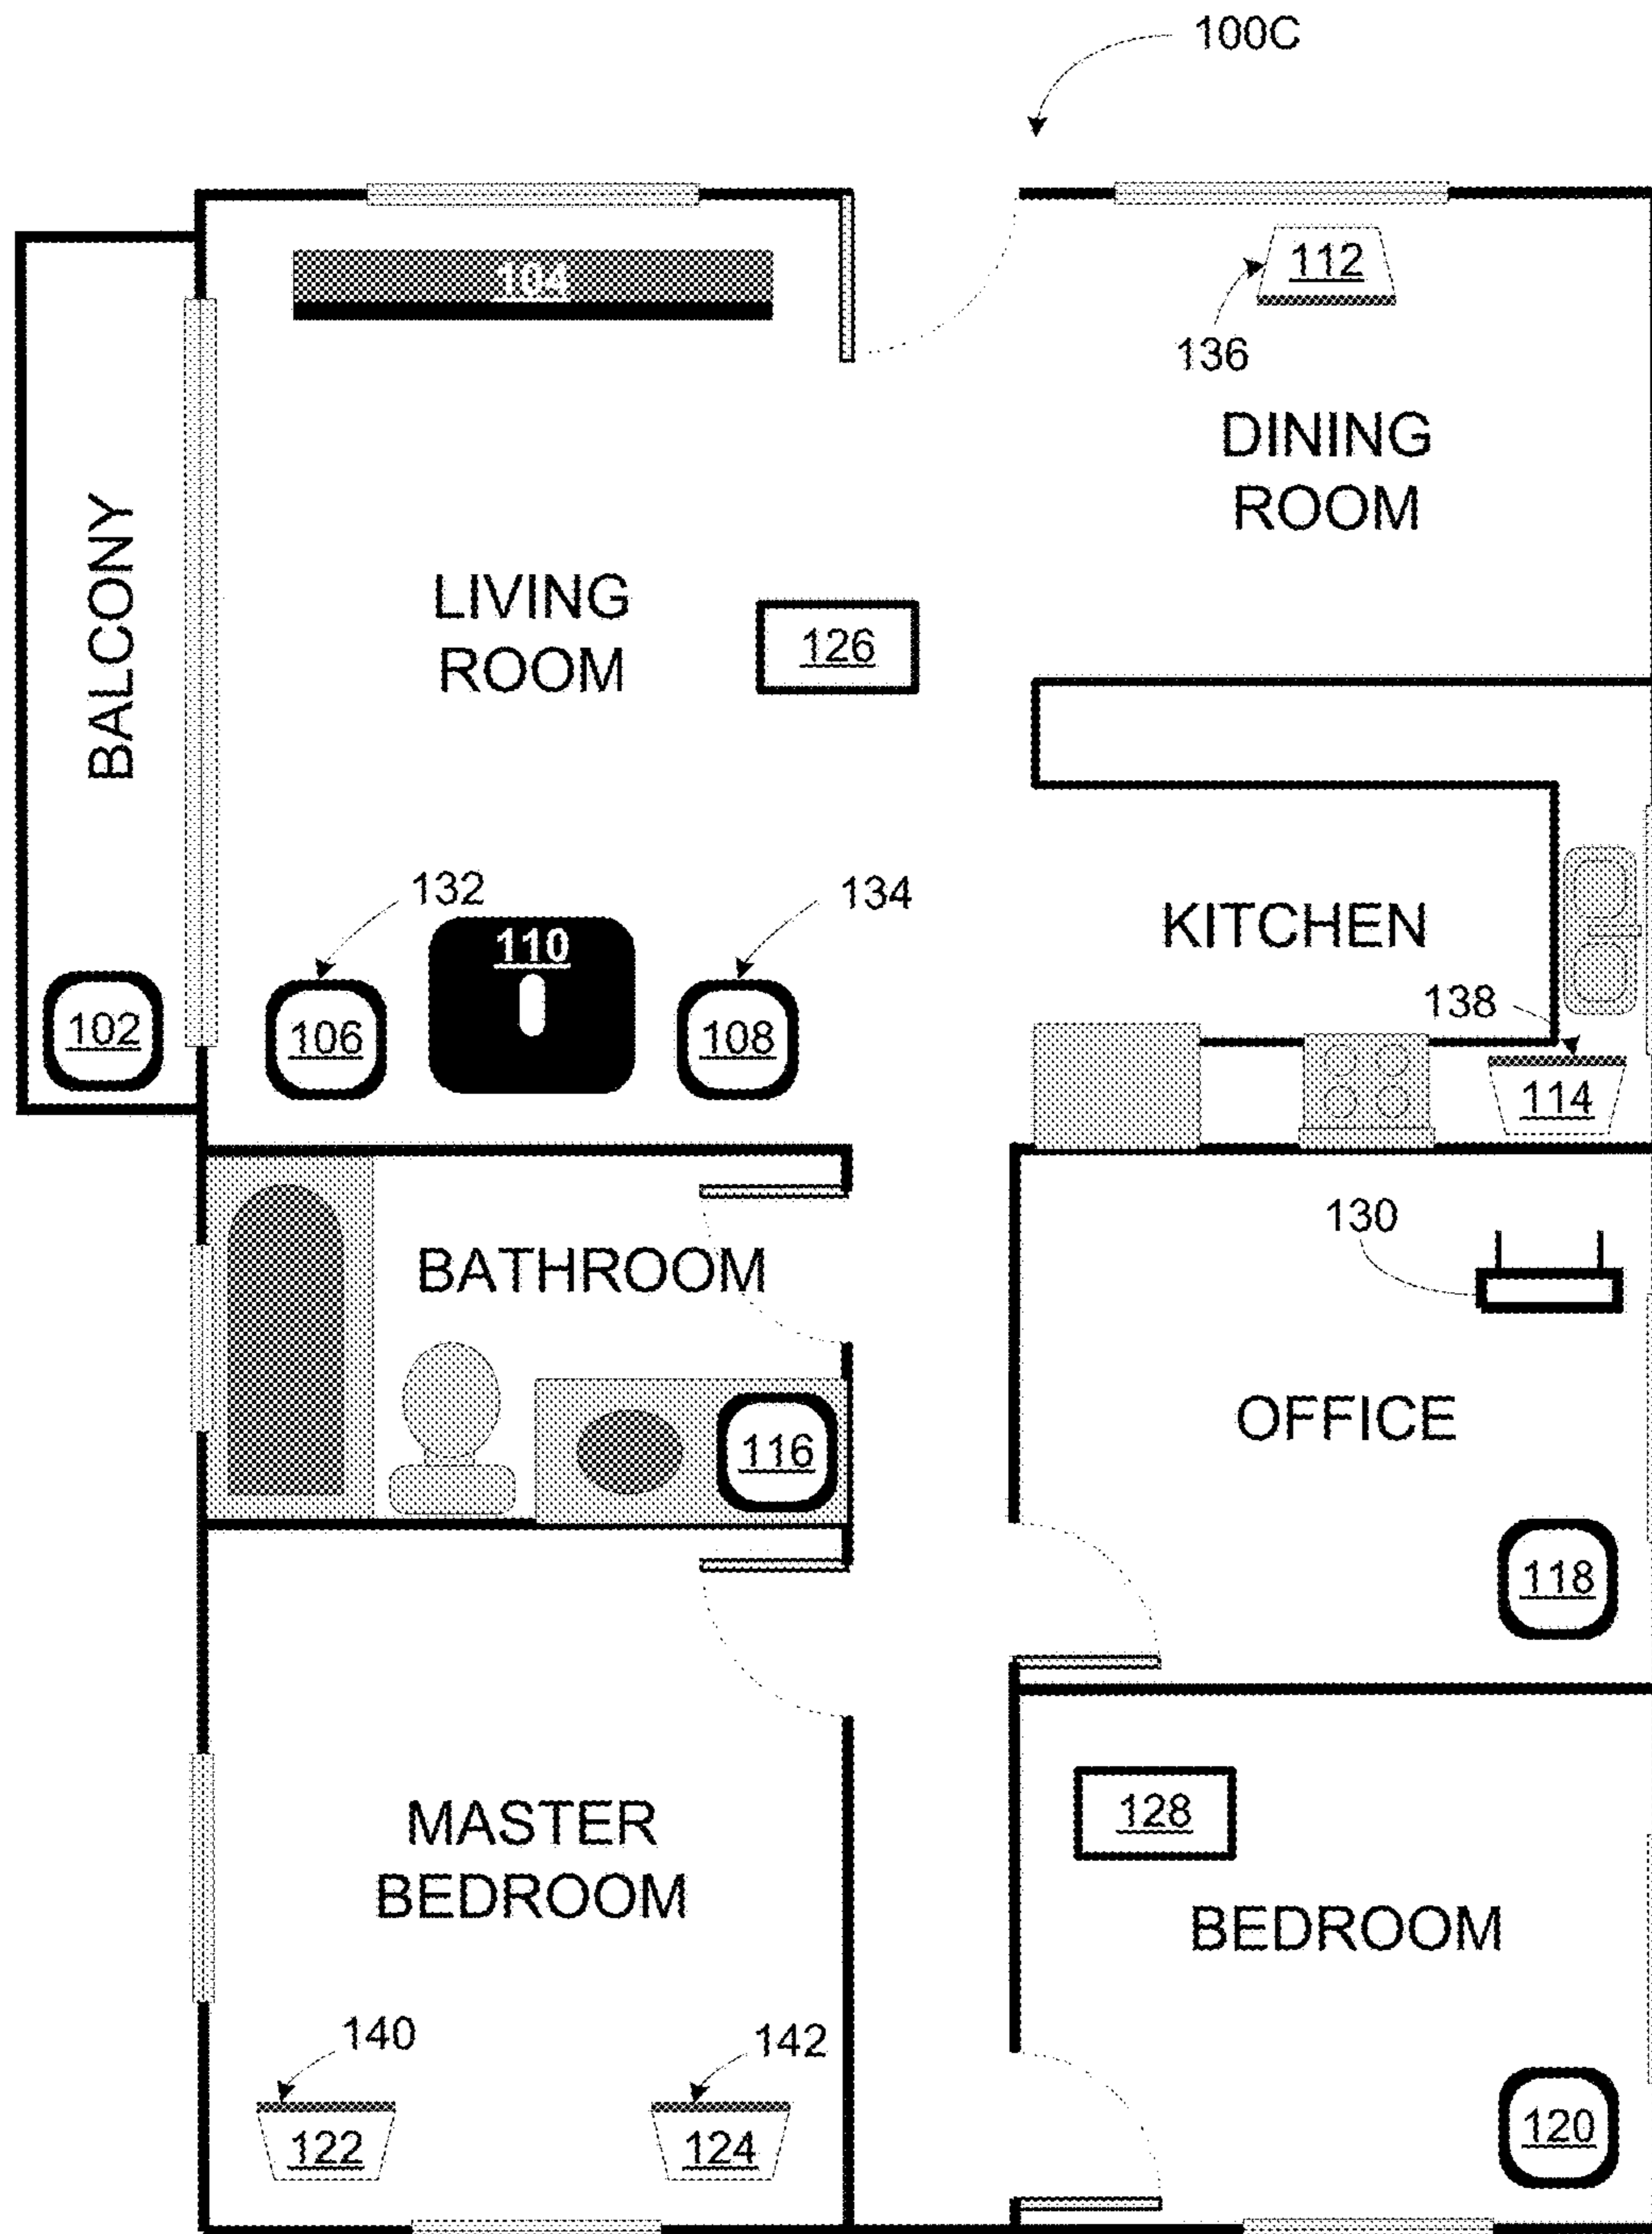 100C
104
112
136
DINING
ROOM
BALCONY
LIVING
ROOM
126
132
134
110
KITCHEN
102
106
108
138
114
130
BATHROOM
OFFICE
116
118
128
MASTER
BEDROOM
BEDROOM
140
142
122
124
120